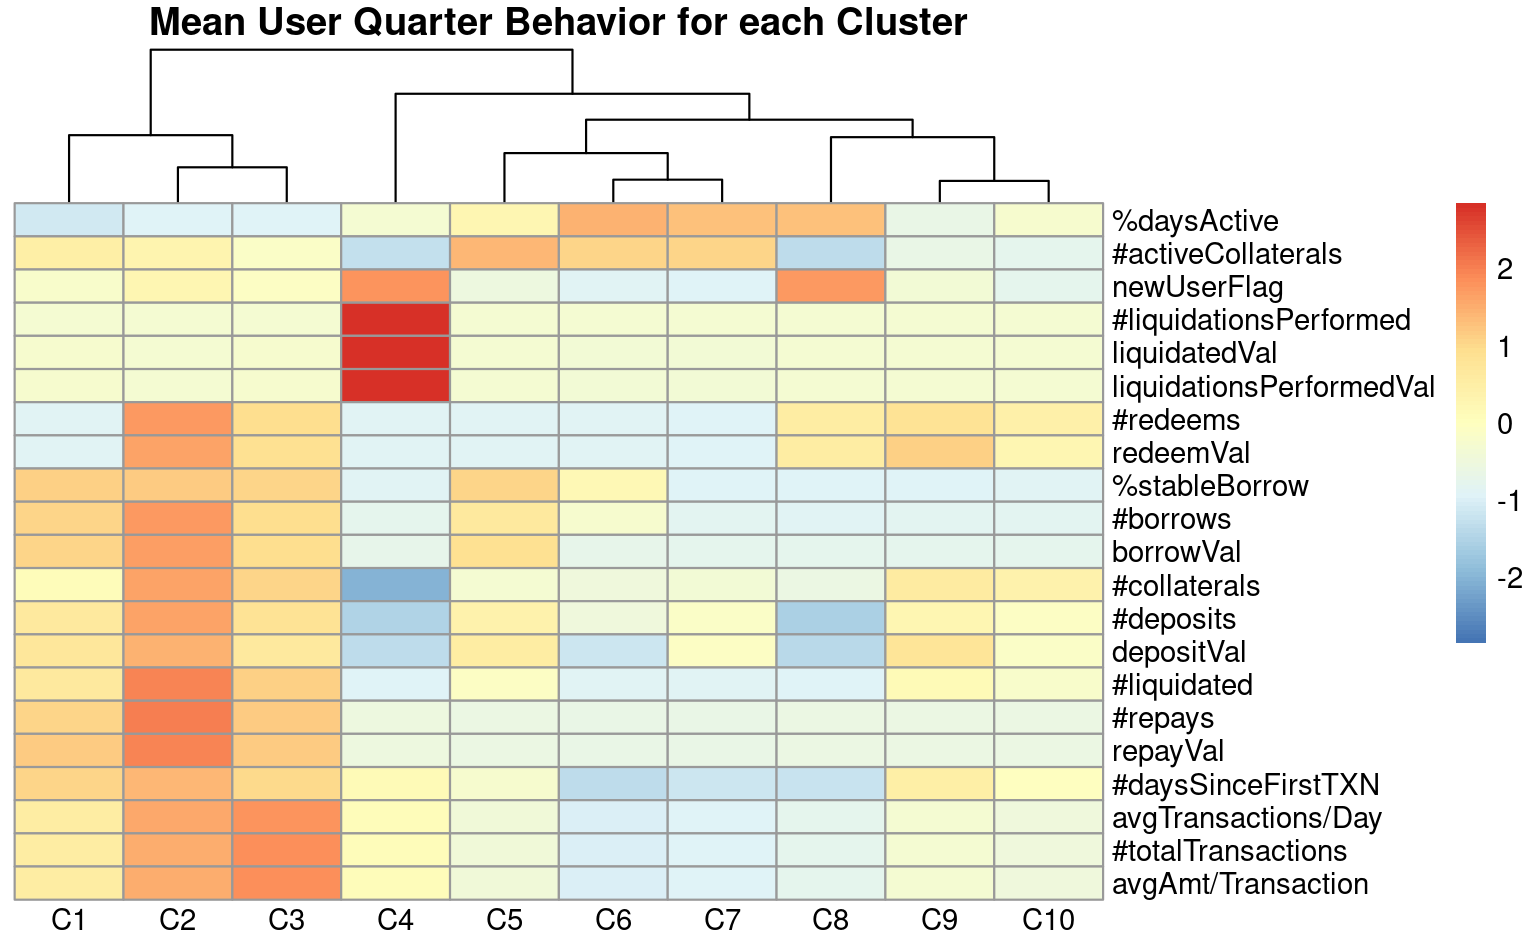 Mean User Quarter Behavior for each Cluster
%daysActive
#activeCollaterals
newUserFlag
#liquidationsPerformed
liquidatedVal
liquidationsPerformedVal
#redeems
redeemVal
%stableBorrow
#borrows
borrowVal
#collaterals
#deposits
depositVal
#liquidated
#repays
repayVal
#daysSinceFirstTXN
avgTransactions/Day
#totalTransactions
avgAmt/Transaction
C1 C2 C3 C4 C5 C6 C7 C8 C9 C10
2
1
0
-1
-2